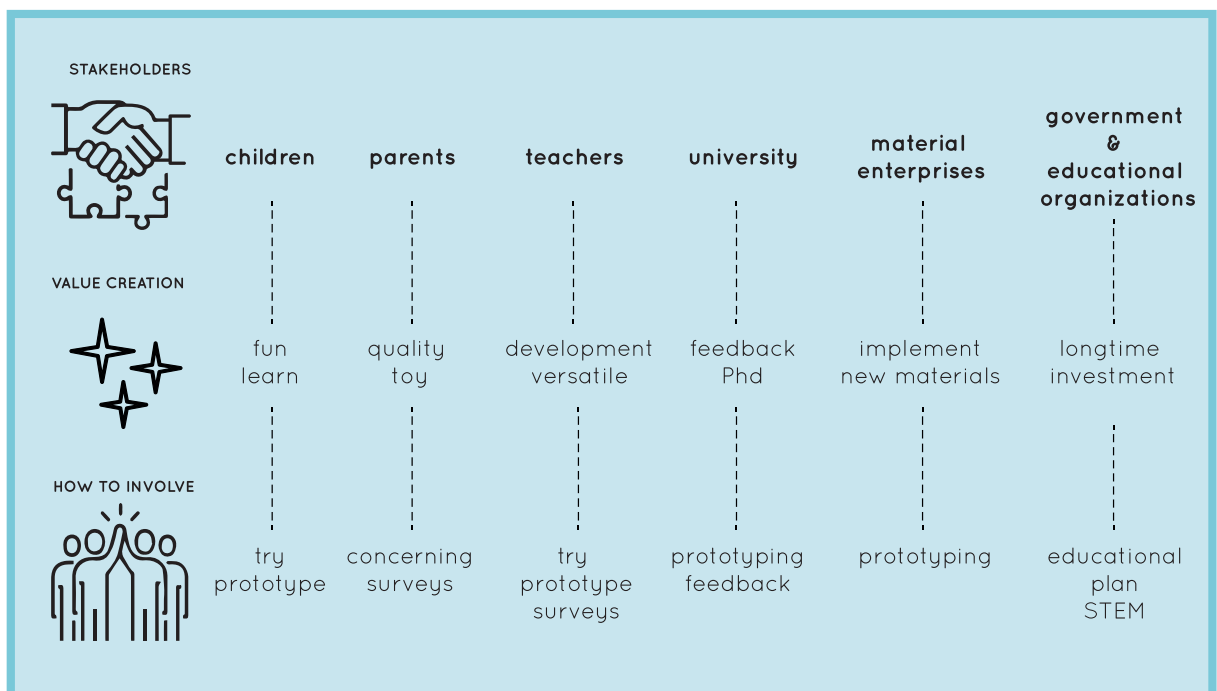 STAKEHOLDERS
children
parents
teachers
university
material
enterprises
government
&
educational
organizations
VALUE CREATION
fun
learn
quality
toy
development
versatile
feedback
Phd
implement
new materials
longtime
investment
HOW TO INVOLVE
try
prototype
concerning
surveys
try
prototype
surveys
prototyping
feedback
prototyping
educational
plan
STEM